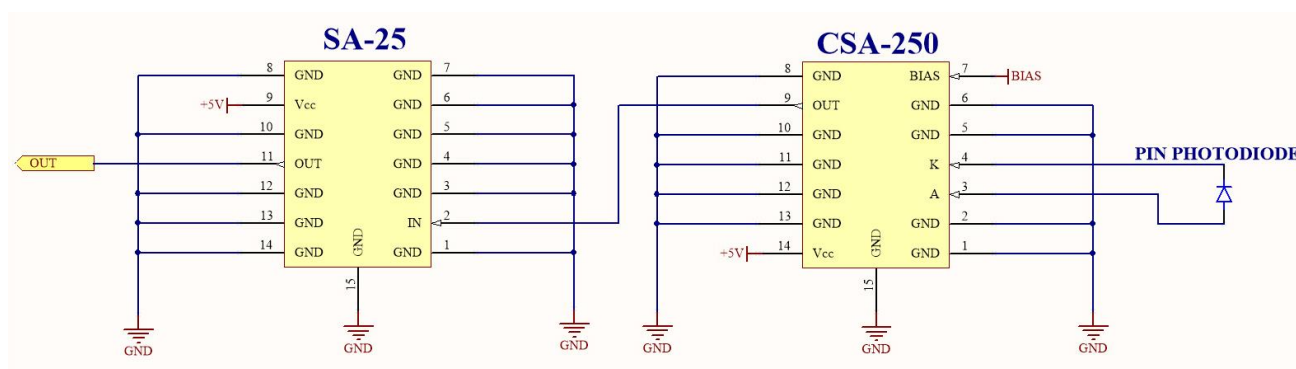 SA-25
CSA-250
8 GND GND 7
+5V 9 Vcc GND 6
10 GND GND 5
OUT 11 OUT GND 4
12 GND GND 3
13 GND IN 2
14 GND GND 1
GND
15
GND
GND
GND
8 GND BIAS 7 BIAS
9 OUT GND 6
10 GND GND 5
11 GND K 4
12 GND A 3
13 GND GND 2
+5V 14 Vcc GND 1
GND
15
GND
GND
GND
PIN PHOTODIODE